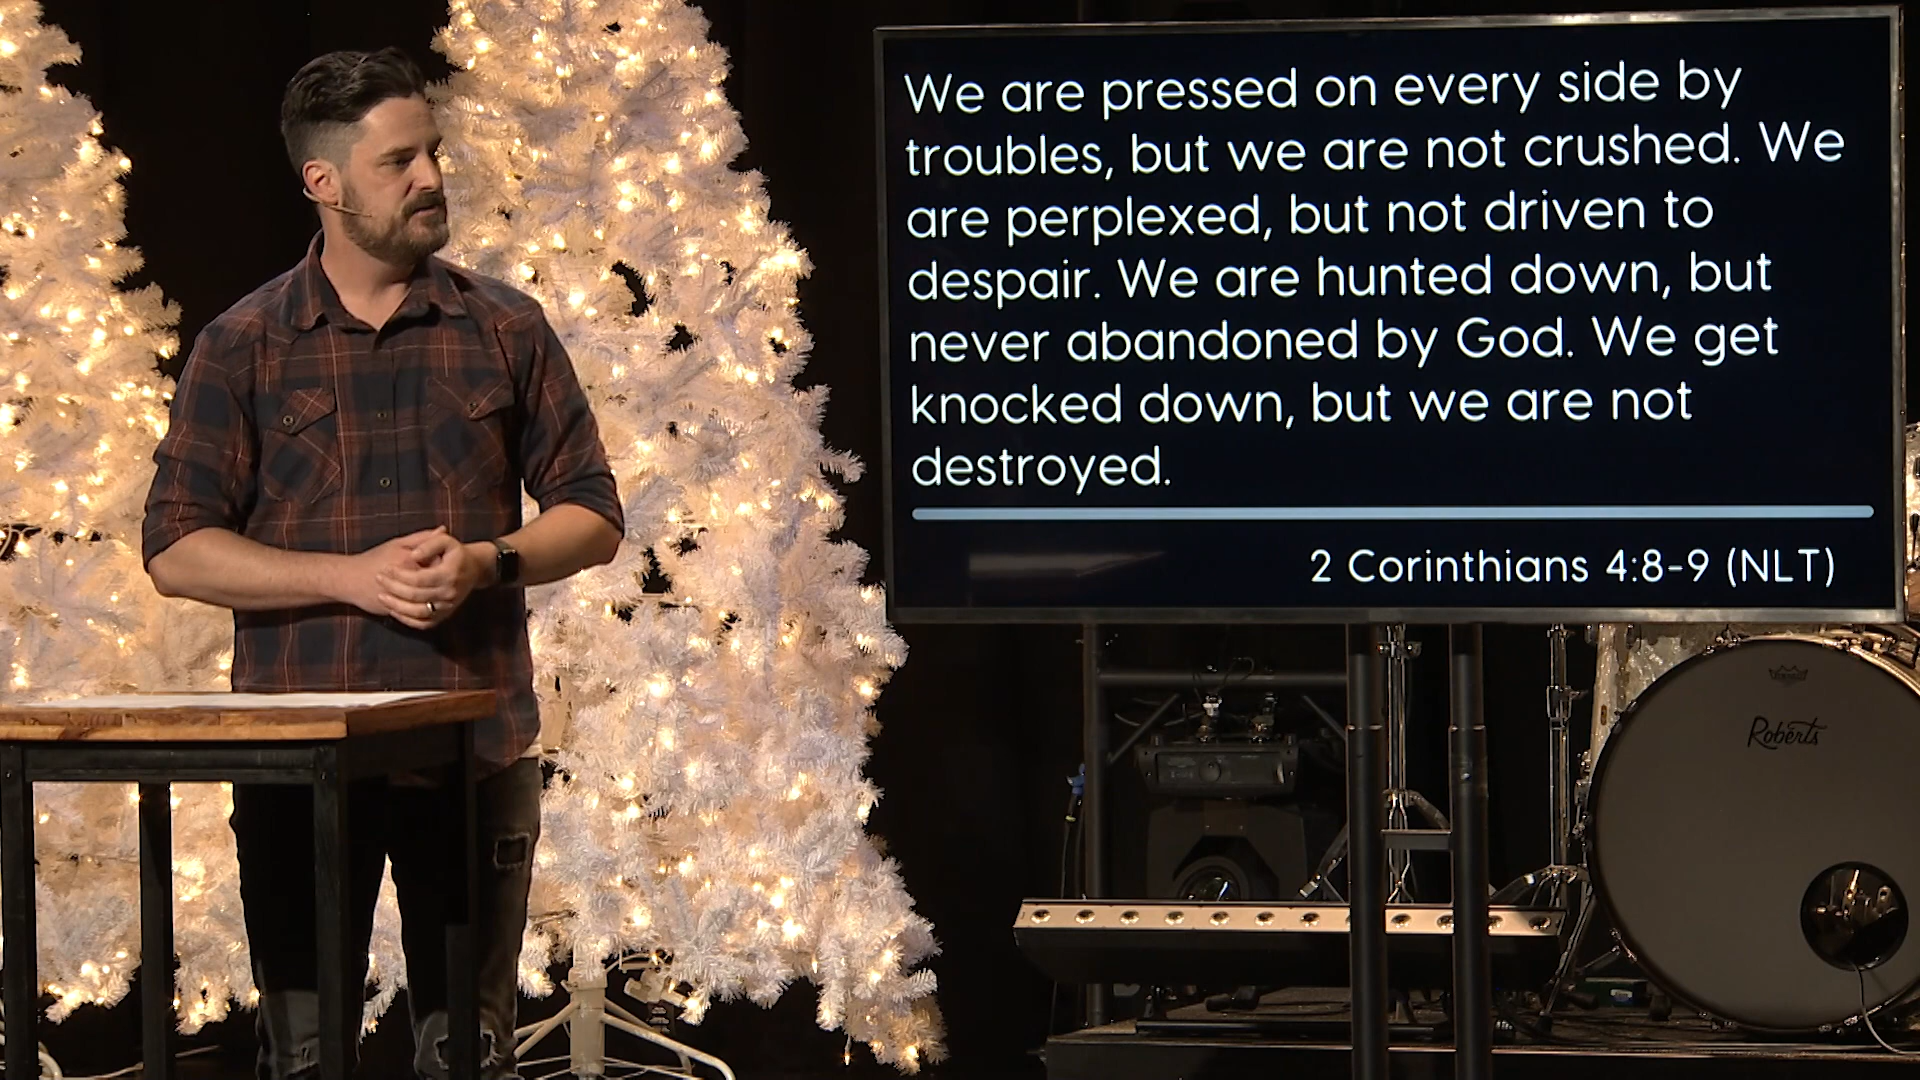 We are pressed on every side by
troubles, but we are not crushed. We
are perplexed, but not driven to
despair. We are hunted down, but
never abandoned by God. We get
knocked down, but we are not
destroyed.
2 Corinthians 4:8-9 (NLT)
Roberts